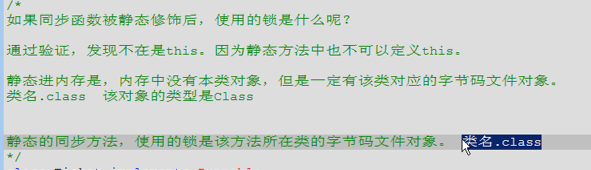 /*
如果同步函数被静态修饰后，使用的锁是什么呢？
通过验证，发现不在是this。因为静态方法中也不可以定义this。
静态进内存是，内存中没有本类对象，但是一定有该类对应的字节码文件对象。
类名.class  该对象的类型是Class
静态的同步方法，使用的锁是该方法所在类的字节码文件对象。 类名.class
*/